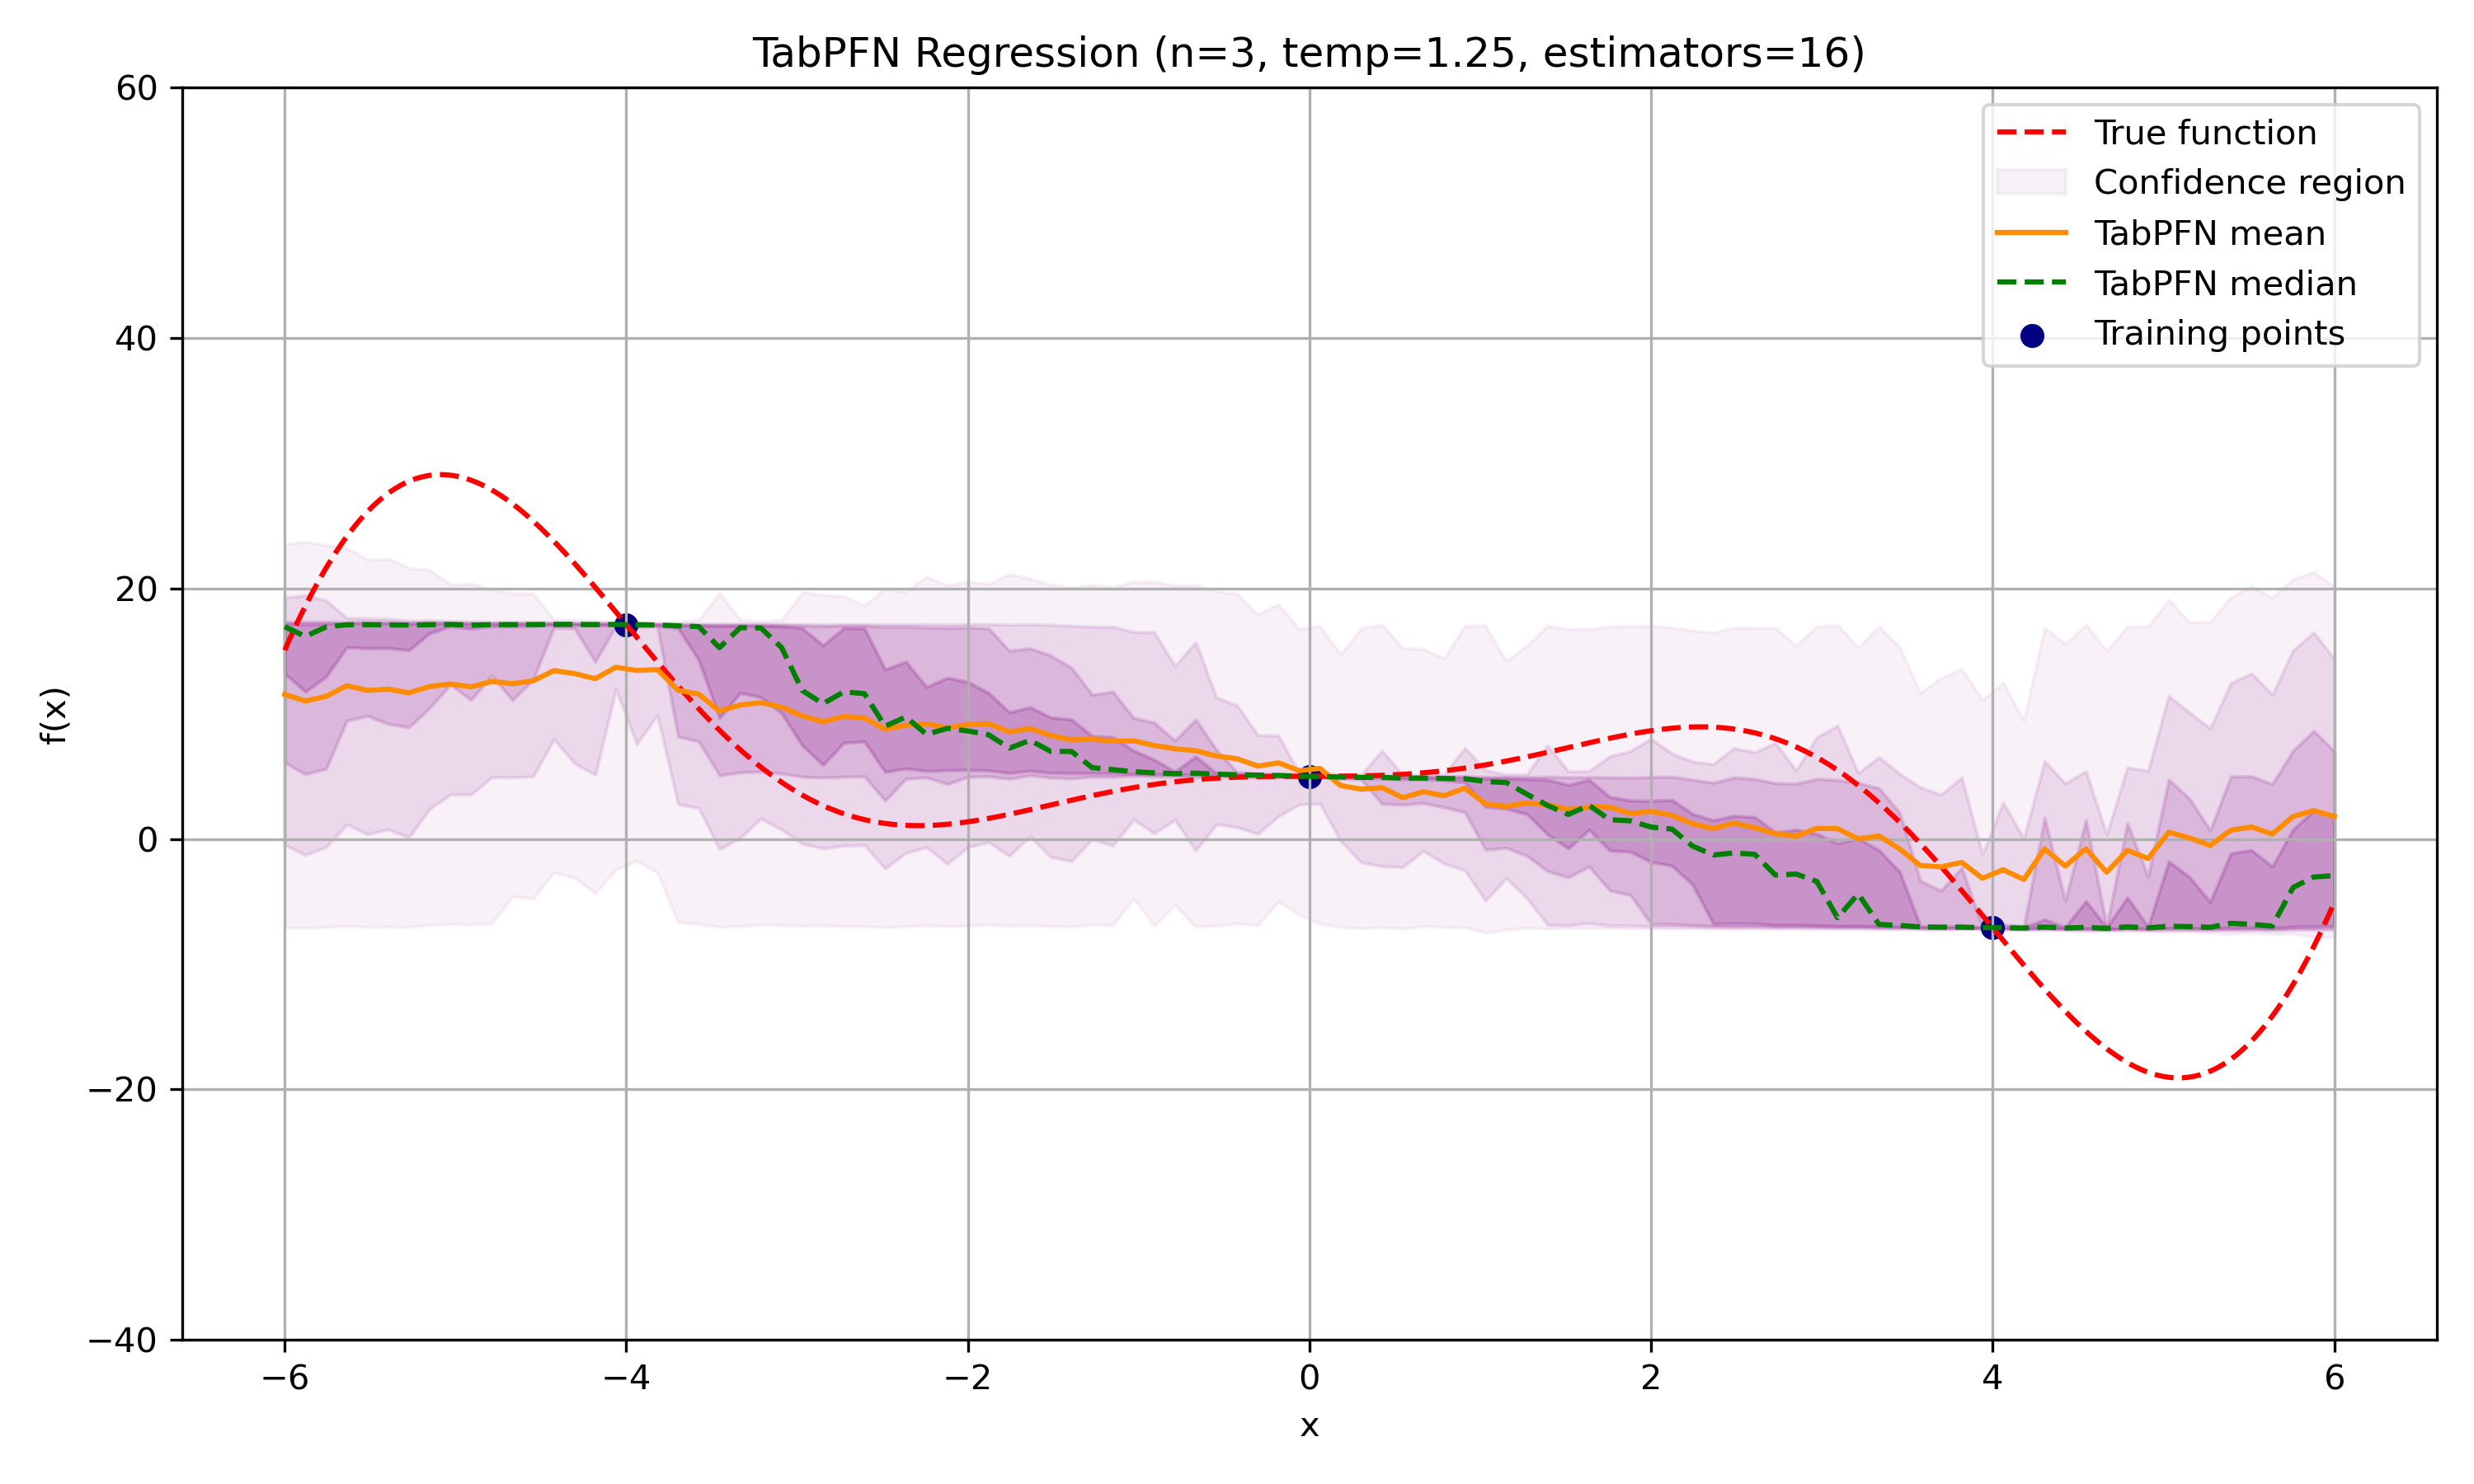 TabPFN Regression (n=3, temp=1.25, estimators=16)
60
40
20
0
−20
−40
f(x)
True function
Confidence region
TabPFN mean
TabPFN median
Training points
−6
−4
−2
0
2
4
6
x